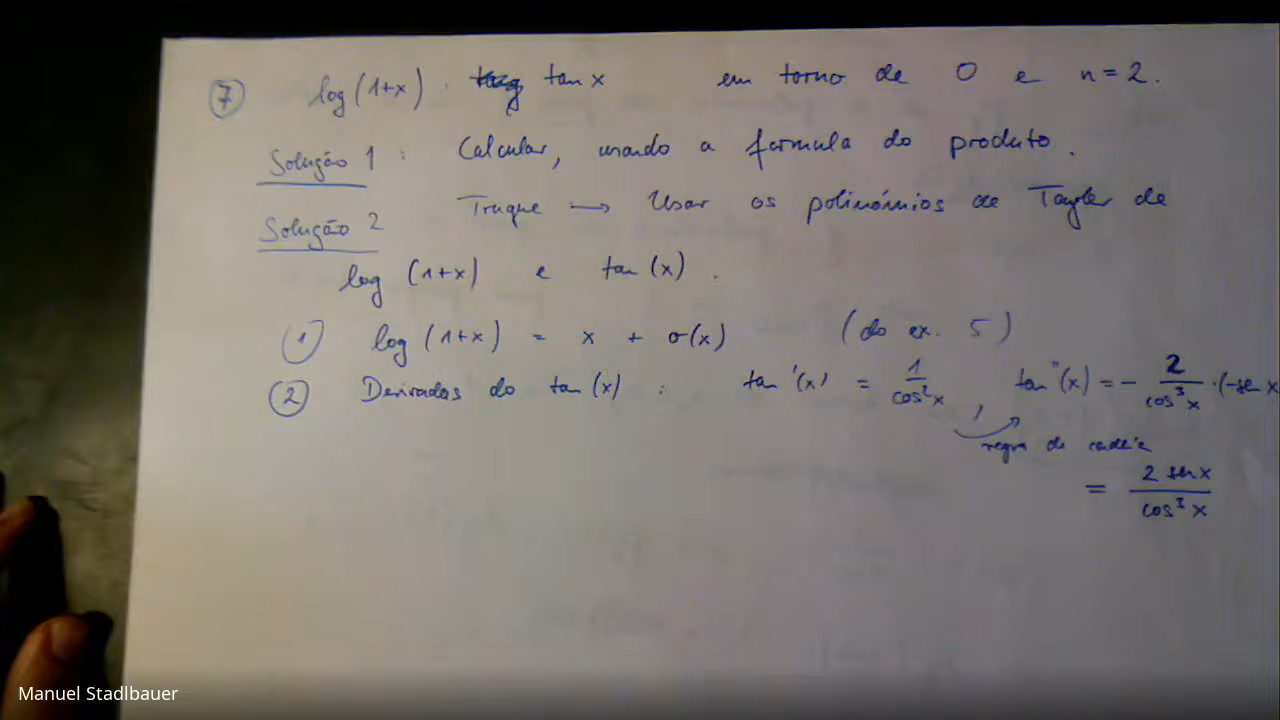 ⑦ log(1+x) · tan x em torno de 0 e n=2.
Solução 1 : Calcular, usando a formula do produto.
Solução 2 Truque → Usar os polinómios de Taylor de
log (1+x) e tan(x).
① log(1+x) = x + o(x) (do ex. 5)
② Derivadas do tan(x) : tan'(x) = 1/cos²x , tan''(x) = - 2/cos³x ·(-sen x
regra de cadeia
= 2 sen x/cos³ x
Manuel Stadlbauer